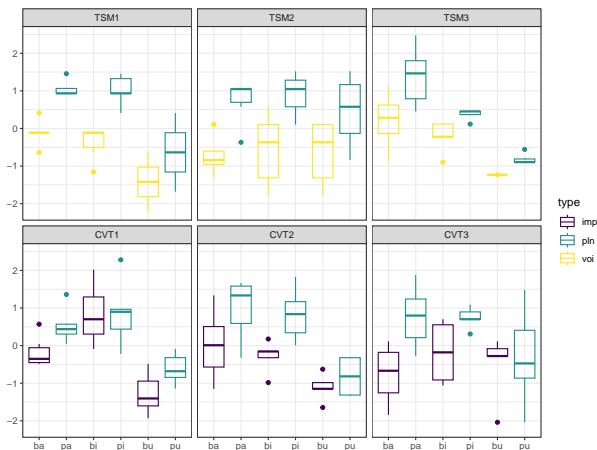 TSM1 TSM2 TSM3
2
1
0
−1
−2
CVT1 CVT2 CVT3
2
1
0
−1
−2
ba pa bi pi bu pu ba pa bi pi bu pu ba pa bi pi bu pu
type
imp
pln
voi